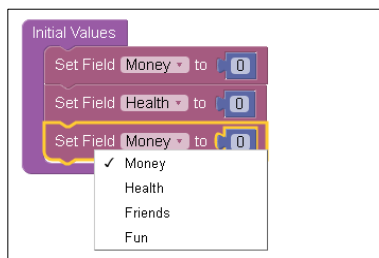 Initial Values
Set Field Money to 0
Set Field Health to 0
Set Field Money to 0
✓ Money
Health
Friends
Fun